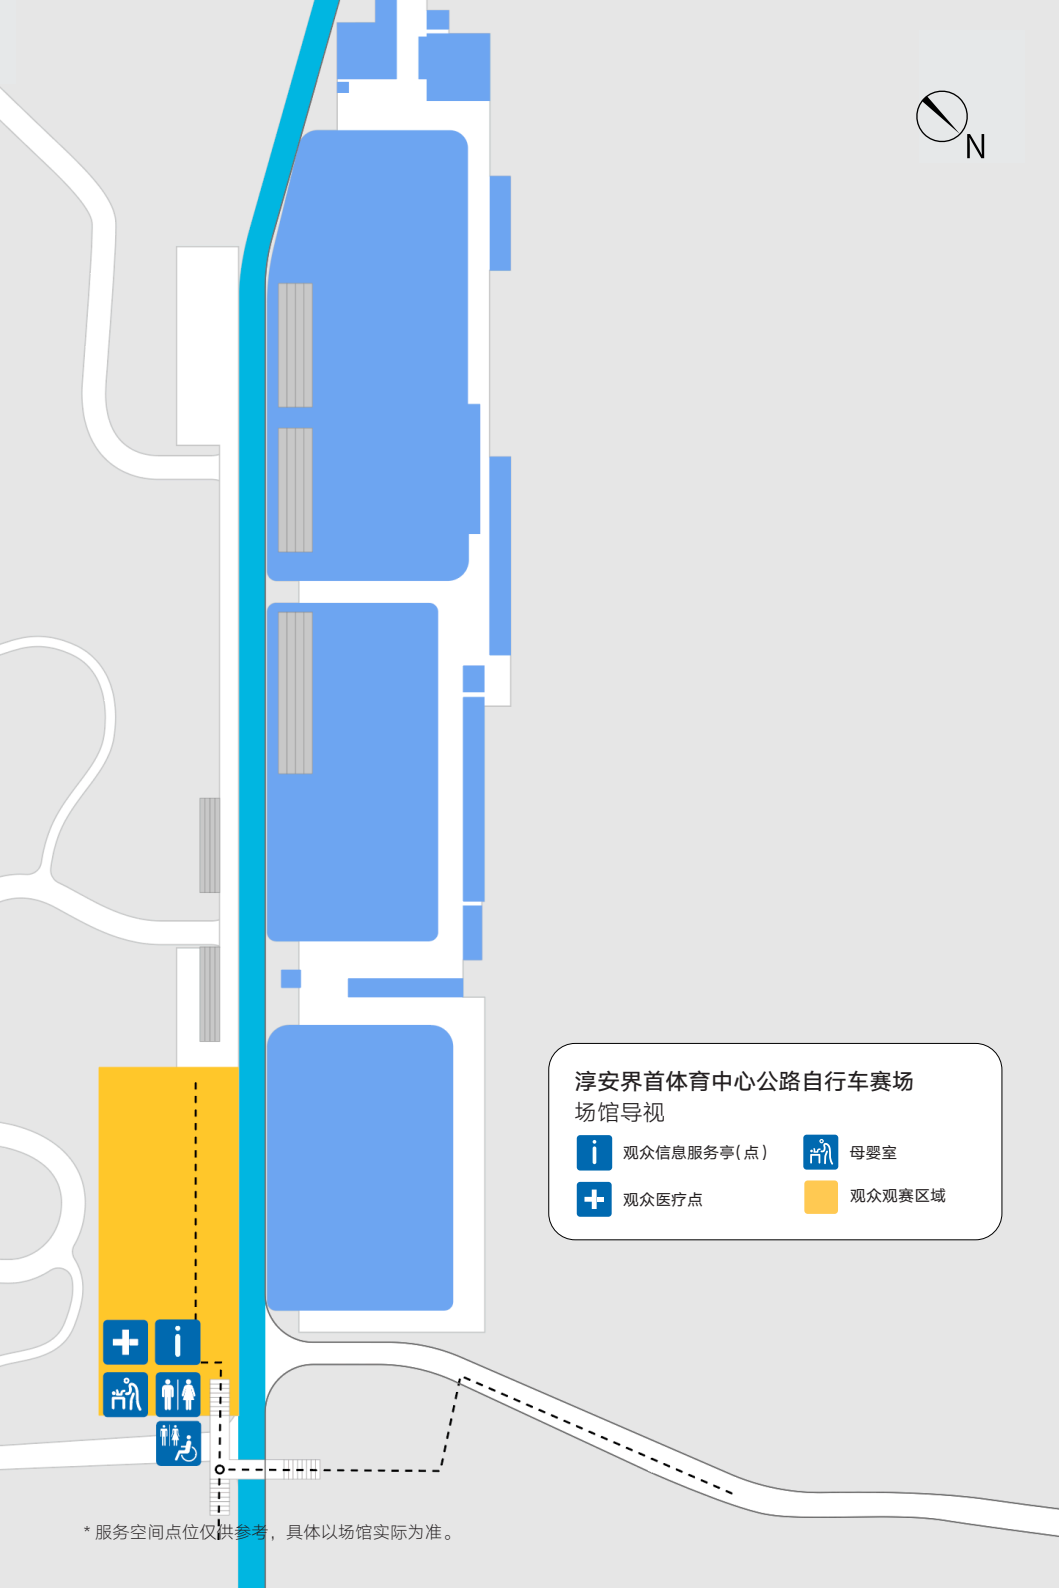 N
淳安界首体育中心公路自行车赛场
场馆导视
观众信息服务亭(点)
母婴室
观众医疗点
观众观赛区域
* 服务空间点位仅供参考，具体以场馆实际为准。